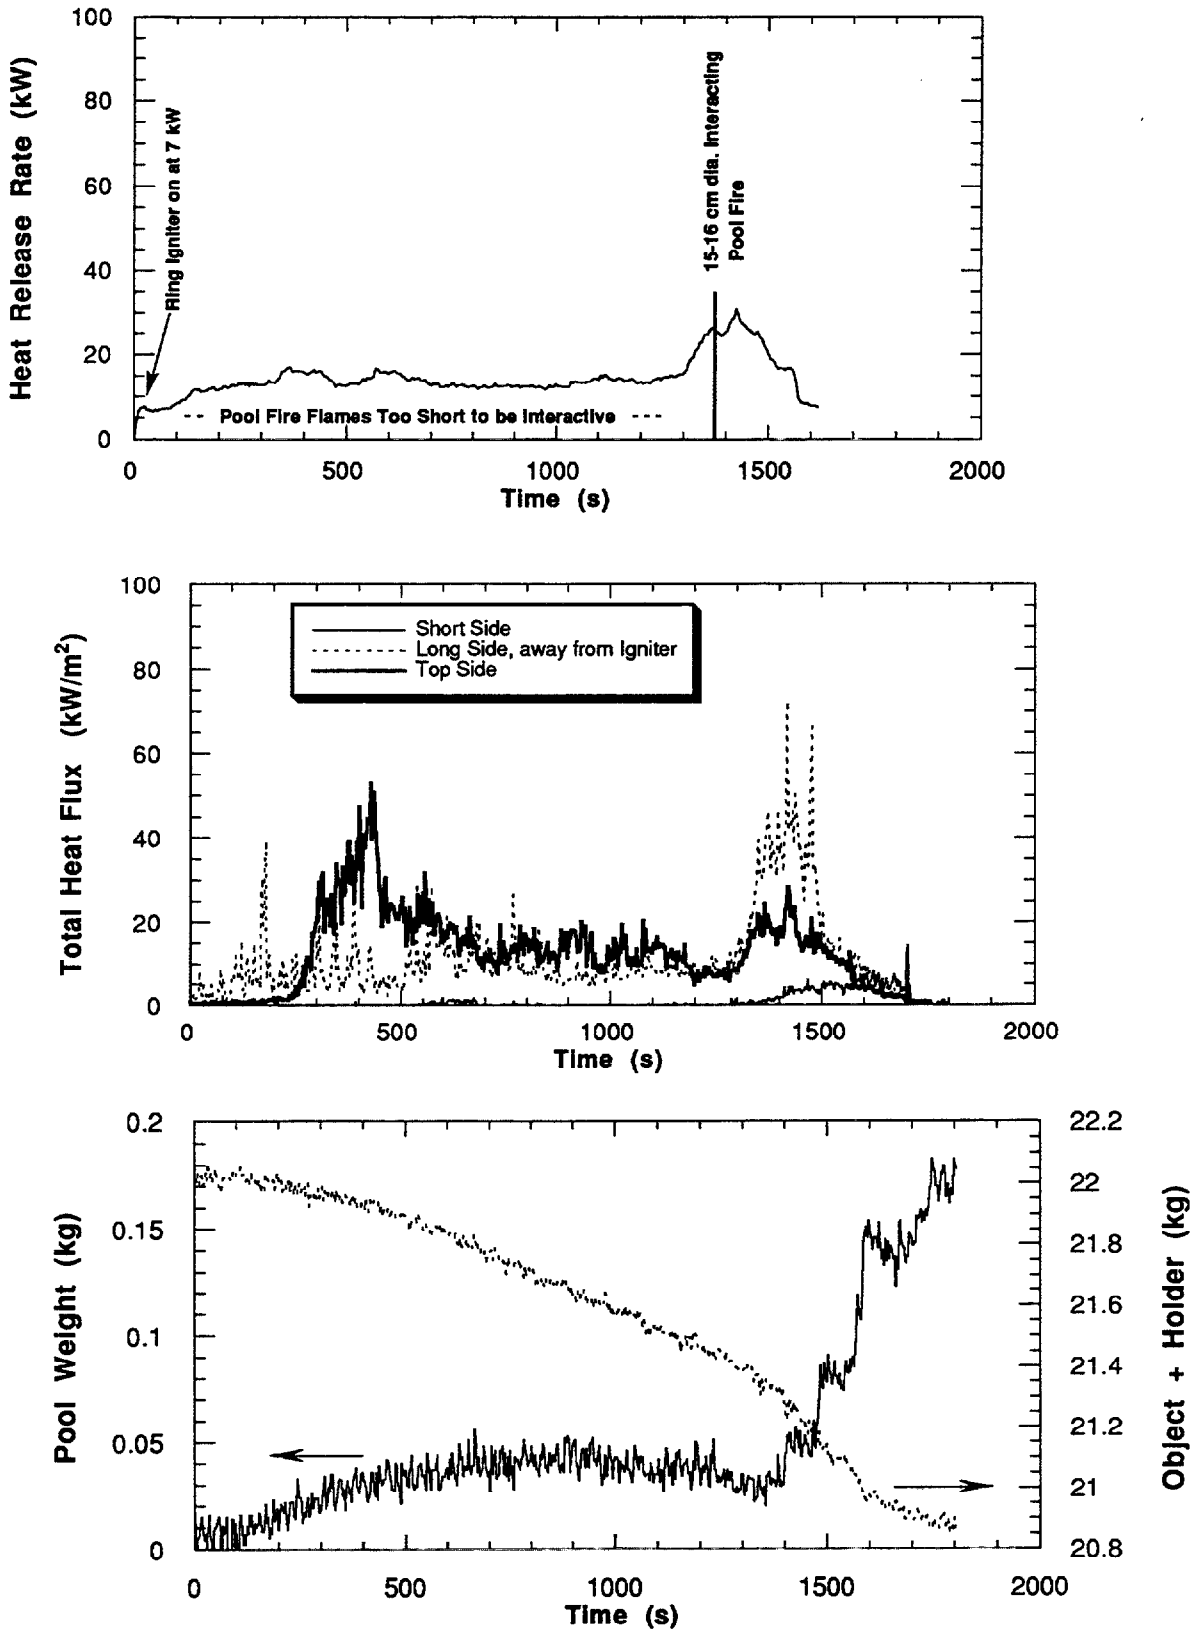 100
80
60
40
20
0
Heat Release Rate (kW)
Ring Igniter on at 7 kW
15-16 cm dia. Interacting
Pool Fire
-- Pool Fire Flames Too Short to be Interactive ---
0 500 1000 1500 2000
Time (s)
100
80
60
40
20
0
Total Heat Flux (kW/m²)
Short Side
Long Side, away from Igniter
Top Side
0 500 1000 1500 2000
Time (s)
0.2
0.15
0.1
0.05
0
Pool Weight (kg)
22.2
22
21.8
21.6
21.4
21.2
21
20.8
Object + Holder (kg)
0 500 1000 1500 2000
Time (s)